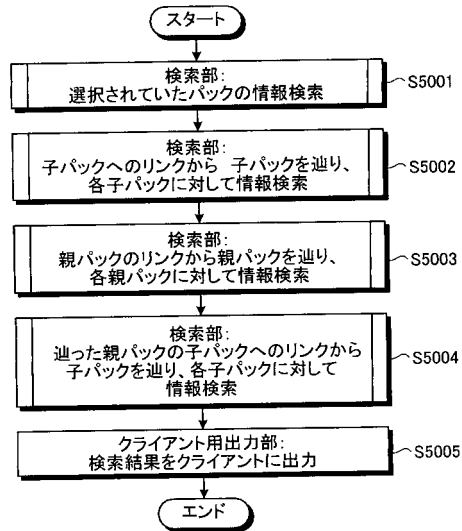 スタート
検索部:
選択されていたパックの情報検索
S5001
検索部:
子パックへのリンクから 子パックを辿り、
各子パックに対して情報検索
S5002
検索部:
親パックのリンクから親パックを辿り、
各親パックに対して情報検索
S5003
検索部:
辿った親パックの子パックへのリンクから
子パックを辿り、各子パックに対して
情報検索
S5004
クライアント用出力部:
検索結果をクライアントに出力
S5005
エンド